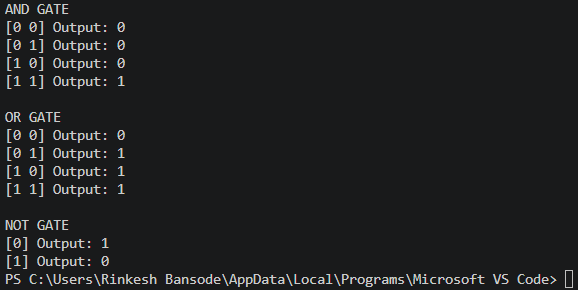 AND GATE
[0 0] Output: 0
[0 1] Output: 0
[1 0] Output: 0
[1 1] Output: 1
OR GATE
[0 0] Output: 0
[0 1] Output: 1
[1 0] Output: 1
[1 1] Output: 1
NOT GATE
[0] Output: 1
[1] Output: 0
PS C:\Users\Rinkesh Bansode\AppData\Local\Programs\Microsoft VS Code>